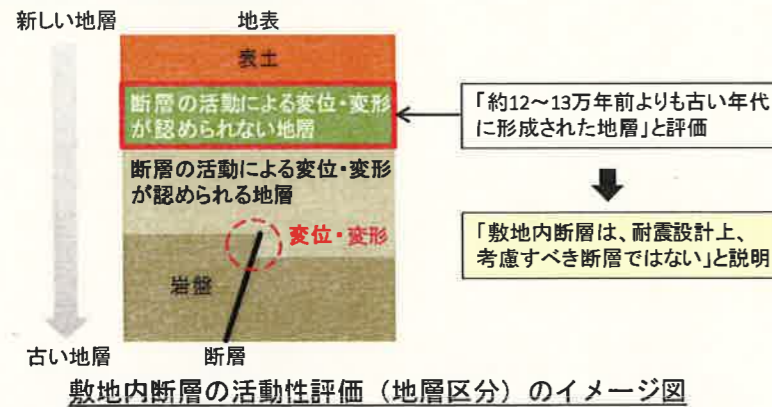 新しい地層
地表
表土
断層の活動による変位・変形
が認められない地層
「約12～13万年前よりも古い年代
に形成された地層」と評価
断層の活動による変位・変形
が認められる地層
変位・変形
「敷地内断層は、耐震設計上、
考慮すべき断層ではない」と説明
岩盤
古い地層
断層
敷地内断層の活動性評価（地層区分）のイメージ図